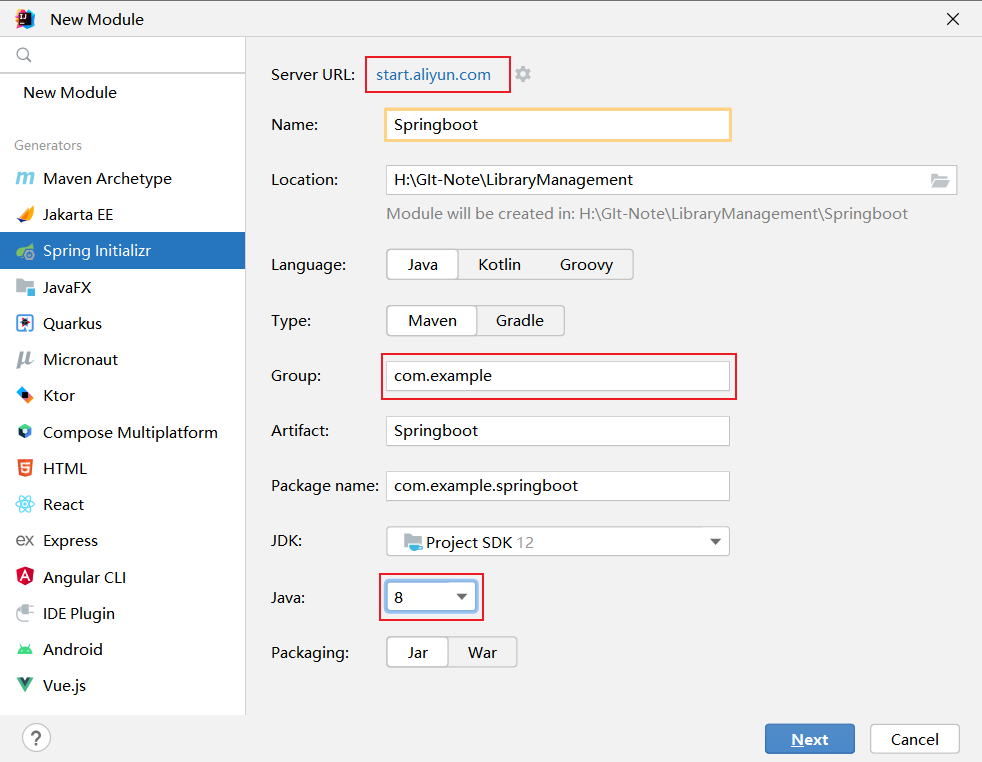 New Module
New Module
Generators
Maven Archetype
Jakarta EE
Spring Initializr
JavaFX
Quarkus
Micronaut
Ktor
Compose Multiplatform
HTML
React
Express
Angular CLI
IDE Plugin
Android
Vue.js
Server URL: start.aliyun.com
Name: Springboot
Location: H:\GIt-Note\LibraryManagement
Module will be created in: H:\GIt-Note\LibraryManagement\Springboot
Language: Java Kotlin Groovy
Type: Maven Gradle
Group: com.example
Artifact: Springboot
Package name: com.example.springboot
JDK: Project SDK 12
Java: 8
Packaging: Jar War
? Next Cancel